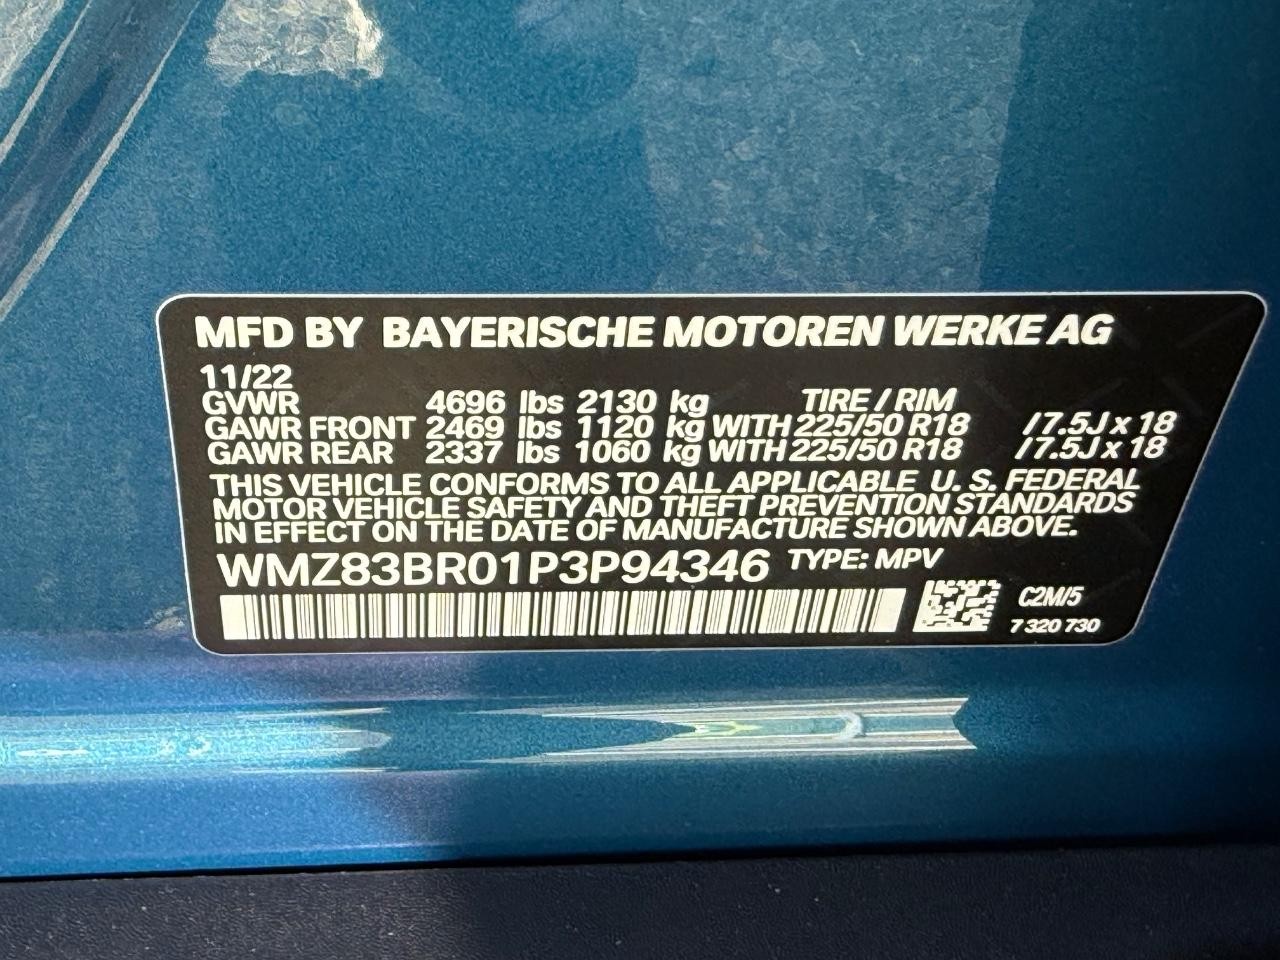 MFD BY BAYERISCHE MOTOREN WERKE AG
11/22
GVWR 4696 lbs 2130 kg TIRE / RIM
GAWR FRONT 2469 lbs 1120 kg WITH 225/50 R18 / 7.5J x 18
GAWR REAR 2337 lbs 1060 kg WITH 225/50 R18 / 7.5J x 18
THIS VEHICLE CONFORMS TO ALL APPLICABLE U. S. FEDERAL
MOTOR VEHICLE SAFETY AND THEFT PREVENTION STANDARDS
IN EFFECT ON THE DATE OF MANUFACTURE SHOWN ABOVE.
WMZ83BR01P3P94346 TYPE: MPV
C2M/5
7 320 730